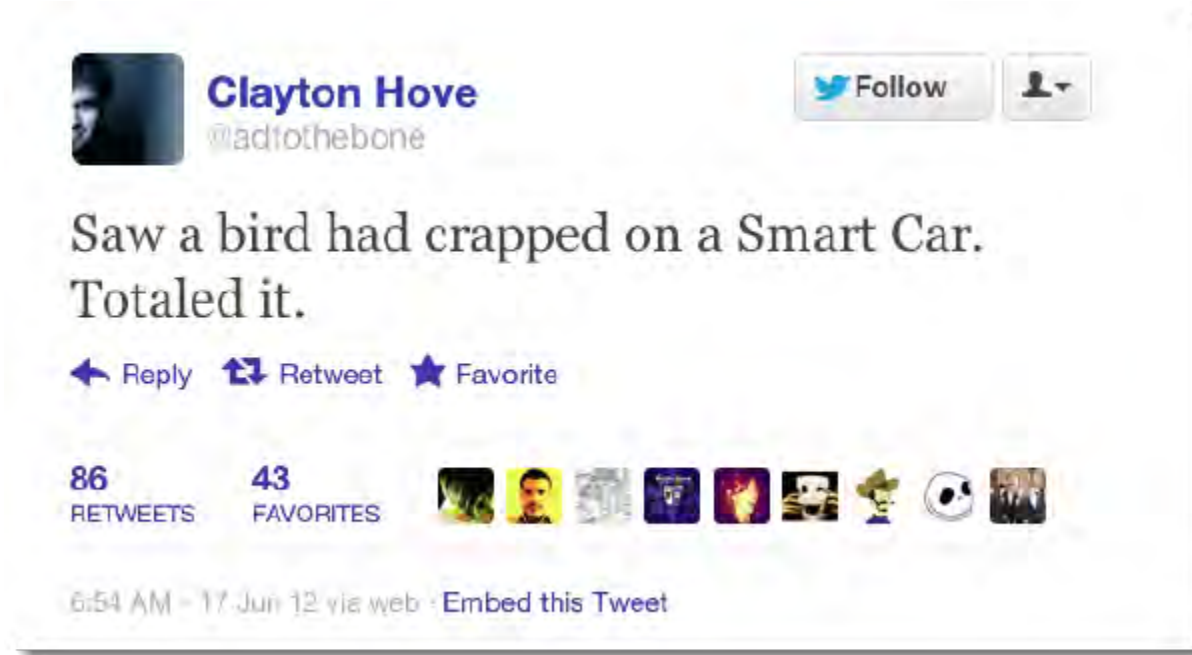 Clayton Hove
@adtothebone
Follow
Saw a bird had crapped on a Smart Car.
Totaled it.
Reply Retweet Favorite
86 RETWEETS
43 FAVORITES
6:54 AM - 17 Jun 12 via web · Embed this Tweet